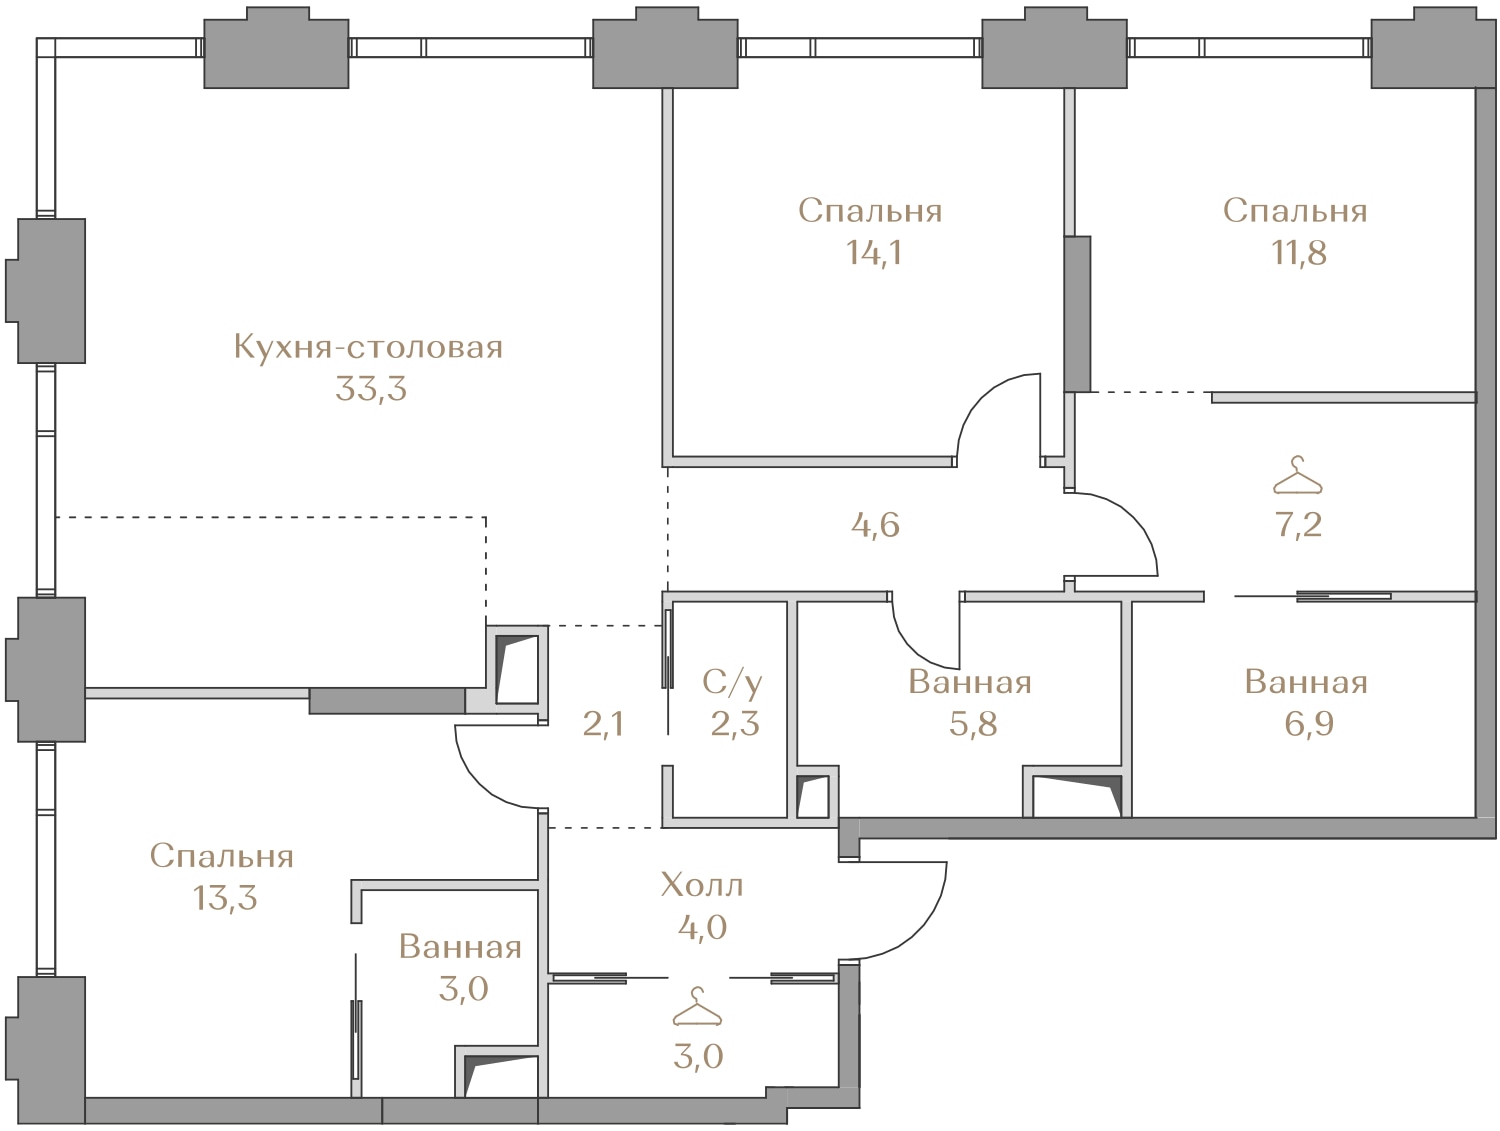 Спальня
14,1
Спальня
11,8
Кухня-столовая
33,3
7,2
4,6
С/у
2,3
Ванная
5,8
Ванная
6,9
2,1
Спальня
13,3
Холл
4,0
Ванная
3,0
3,0